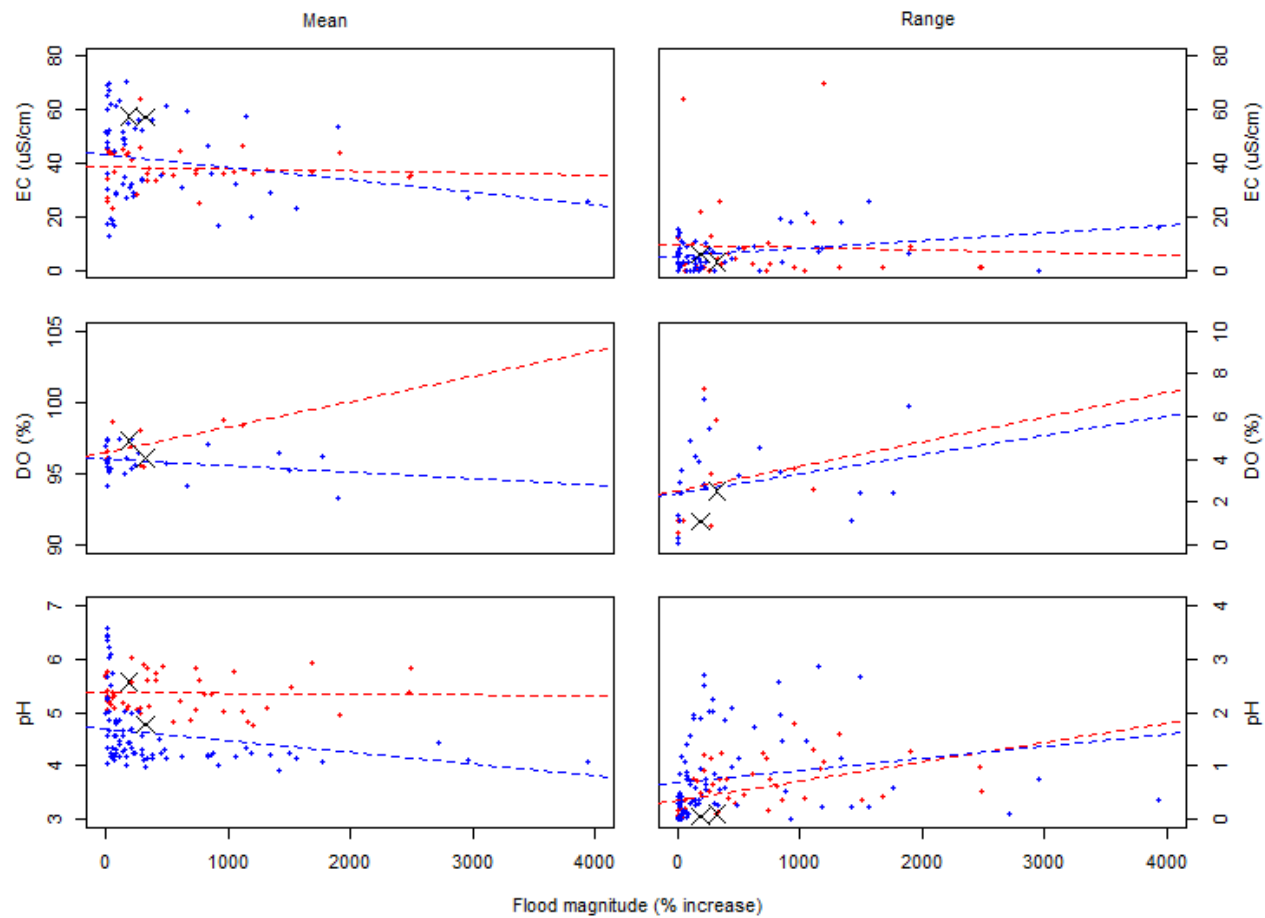 Mean Range
EC (uS/cm)
0 20 40 60 80
0 20 40 60 80
EC (uS/cm)
DO (%)
90 95 100 105
0 2 4 6 8 10
DO (%)
pH
3 4 5 6 7
0 1 2 3 4
pH
0 1000 2000 3000 4000
0 1000 2000 3000 4000
Flood magnitude (% increase)